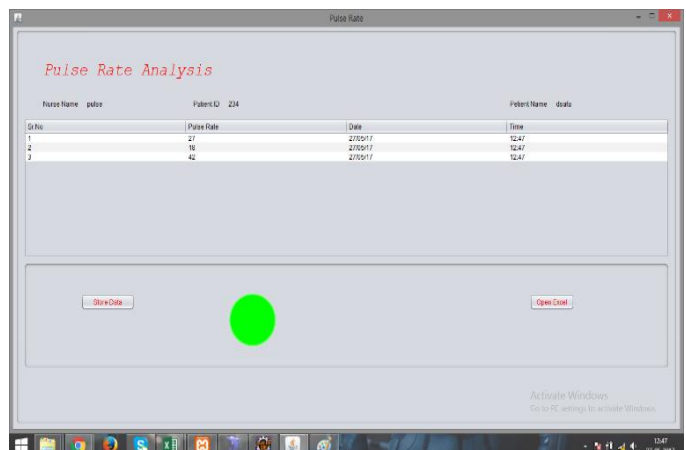 Pulse Rate
Pulse Rate Analysis
Nurse Name pulse Patient ID 234 Patient Name
Sr.No Pulse Rate Date Time
1 27 27/05/17 12:47
2 18 27/05/17 12:47
3 42 27/05/17 12:47
Store Data Open Excel
Activate Windows
Go to PC settings to activate Windows.
12:47